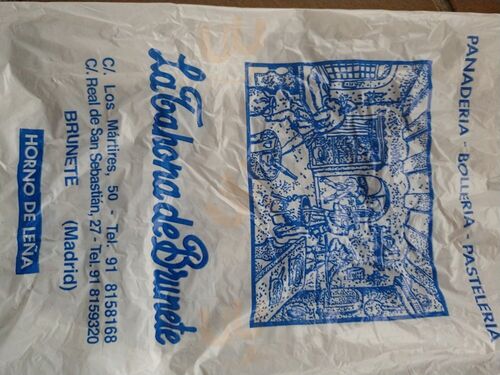 PANADERIA - BOLLERIA - PASTELERIA
La Tahona de Brunete
C/. Los Mártires, 50 - Tel: 91 8158168
C/. Real de San Sebastián, 27 - Tel. 91 8156320
BRUNETE (Madrid)
HORNO DE LEÑA